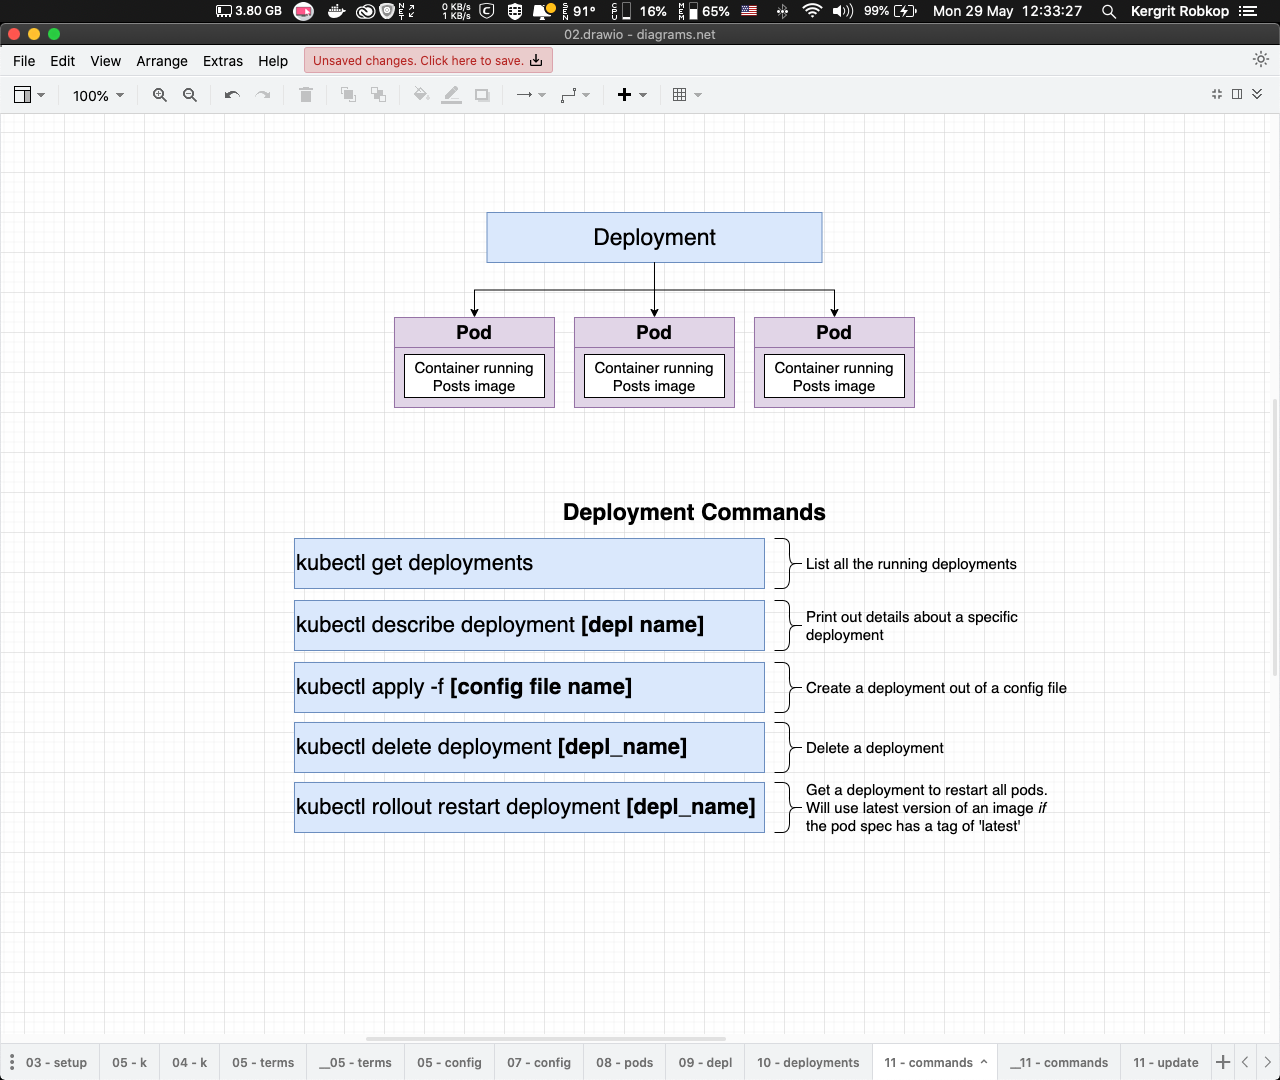 3.80 GB 0 KB/s 1 KB/s SEN 91° CPU 16% MEM 65% 99% Mon 29 May 12:33:27 Kergrit Robkop
02.drawio - diagrams.net
File Edit View Arrange Extras Help Unsaved changes. Click here to save.
100%
Deployment
Pod Pod Pod
Container running Container running Container running
Posts image Posts image Posts image
Deployment Commands
kubectl get deployments
List all the running deployments
kubectl describe deployment [depl name]
Print out details about a specific
deployment
kubectl apply -f [config file name]
Create a deployment out of a config file
kubectl delete deployment [depl_name]
Delete a deployment
kubectl rollout restart deployment [depl_name]
Get a deployment to restart all pods.
Will use latest version of an image if
the pod spec has a tag of 'latest'
03 - setup 05 - k 04 - k 05 - terms __05 - terms 05 - config 07 - config 08 - pods 09 - depl 10 - deployments 11 - commands __11 - commands 11 - update